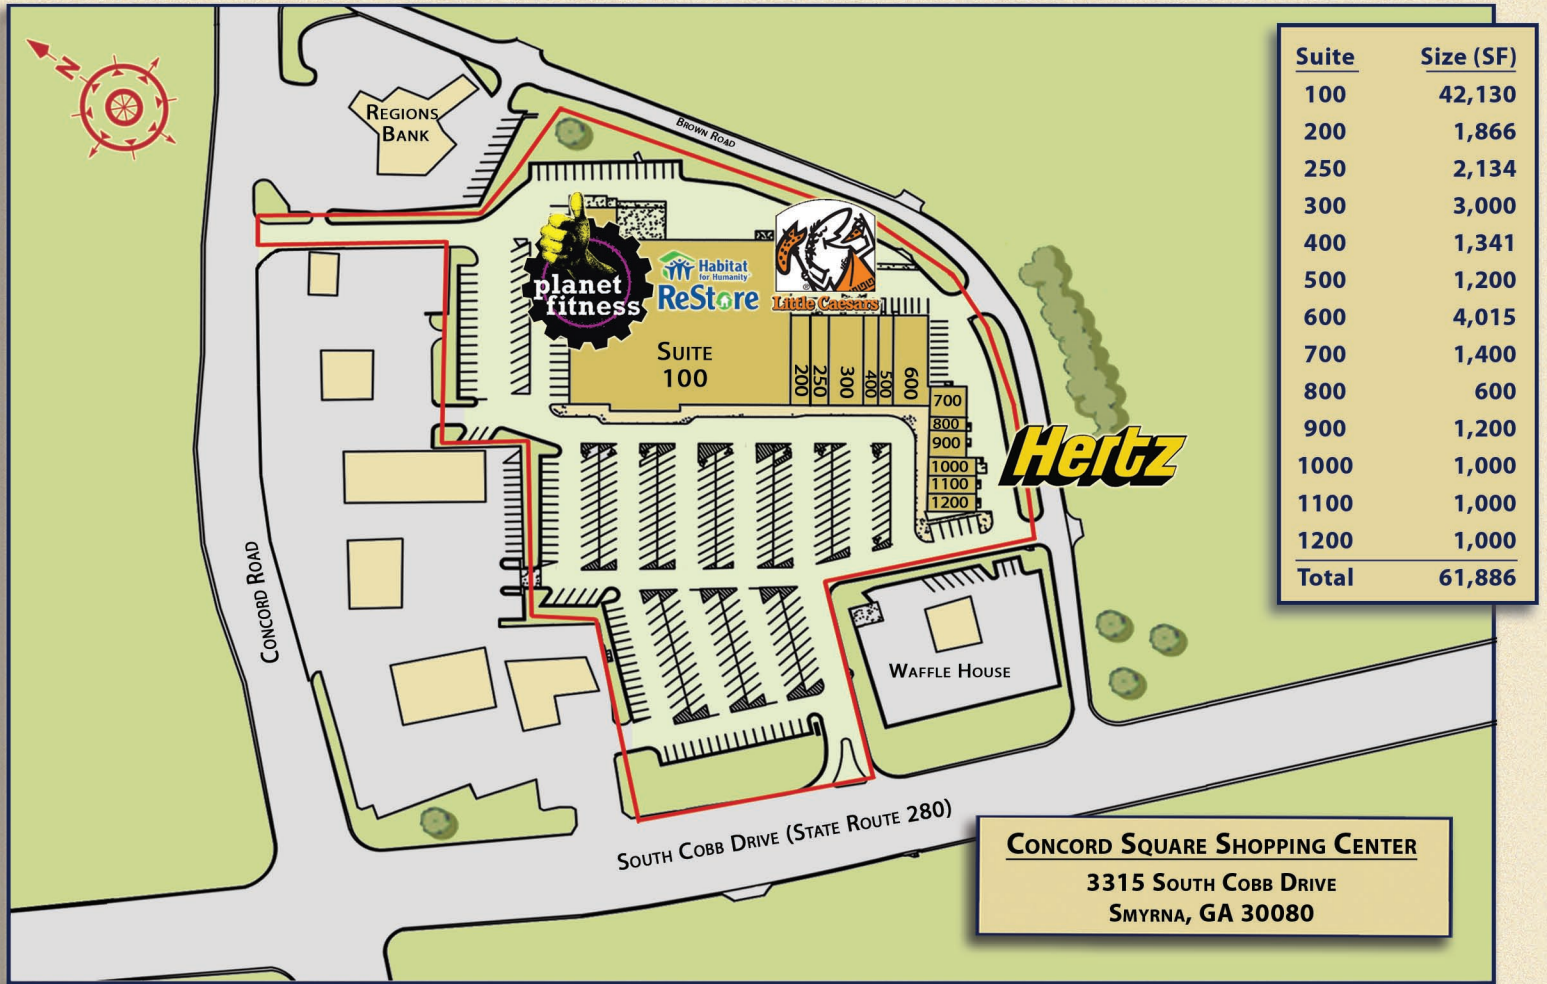 N
REGIONS
BANK
BROWN ROAD
planet
fitness
Habitat
for Humanity
ReStore
Little Caesars
SUITE
100
200
250
300
400
500
600
700
800
900
1000
1100
1200
Hertz
CONCORD ROAD
WAFFLE HOUSE
SOUTH COBB DRIVE (STATE ROUTE 280)
Suite Size (SF)
100 42,130
200 1,866
250 2,134
300 3,000
400 1,341
500 1,200
600 4,015
700 1,400
800 600
900 1,200
1000 1,000
1100 1,000
1200 1,000
Total 61,886
CONCORD SQUARE SHOPPING CENTER
3315 SOUTH COBB DRIVE
SMYRNA, GA 30080